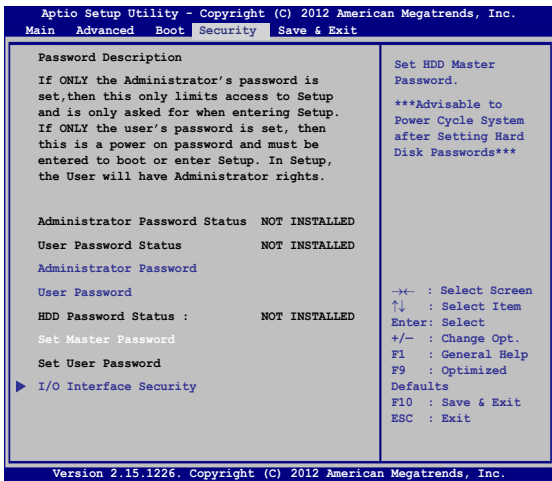 Aptio Setup Utility - Copyright (C) 2012 American Megatrends, Inc.
Main Advanced Boot Security Save & Exit
Password Description
If ONLY the Administrator's password is
set,then this only limits access to Setup
and is only asked for when entering Setup.
If ONLY the user's password is set, then
this is a power on password and must be
entered to boot or enter Setup. In Setup,
the User will have Administrator rights.
Administrator Password Status NOT INSTALLED
User Password Status NOT INSTALLED
Administrator Password
User Password
HDD Password Status : NOT INSTALLED
Set Master Password
Set User Password
I/O Interface Security
Set HDD Master
Password.
***Advisable to
Power Cycle System
after Setting Hard
Disk Passwords***
→← : Select Screen
↑↓ : Select Item
Enter: Select
+/— : Change Opt.
F1 : General Help
F9 : Optimized
Defaults
F10 : Save & Exit
ESC : Exit
Version 2.15.1226. Copyright (C) 2012 American Megatrends, Inc.